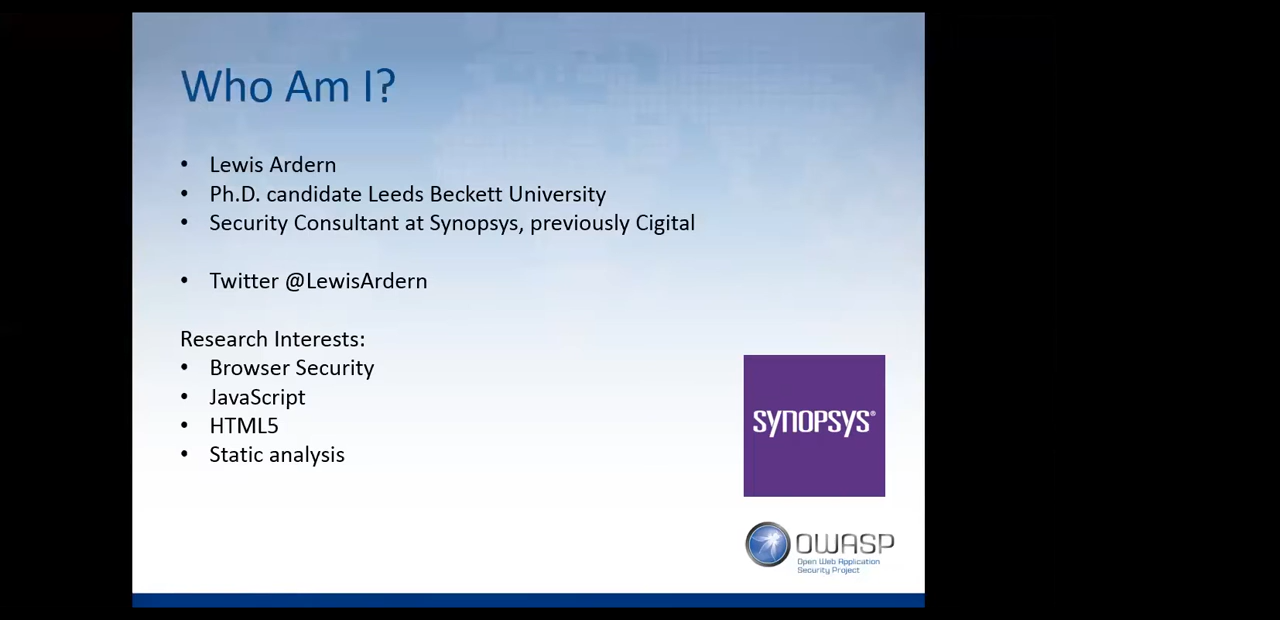 Who Am I?
• Lewis Ardern
• Ph.D. candidate Leeds Beckett University
• Security Consultant at Synopsys, previously Cigital
• Twitter @LewisArdern
Research Interests:
• Browser Security
• JavaScript
• HTML5
• Static analysis
SYNOPSYS®
OWASP
Open Web Application
Security Project